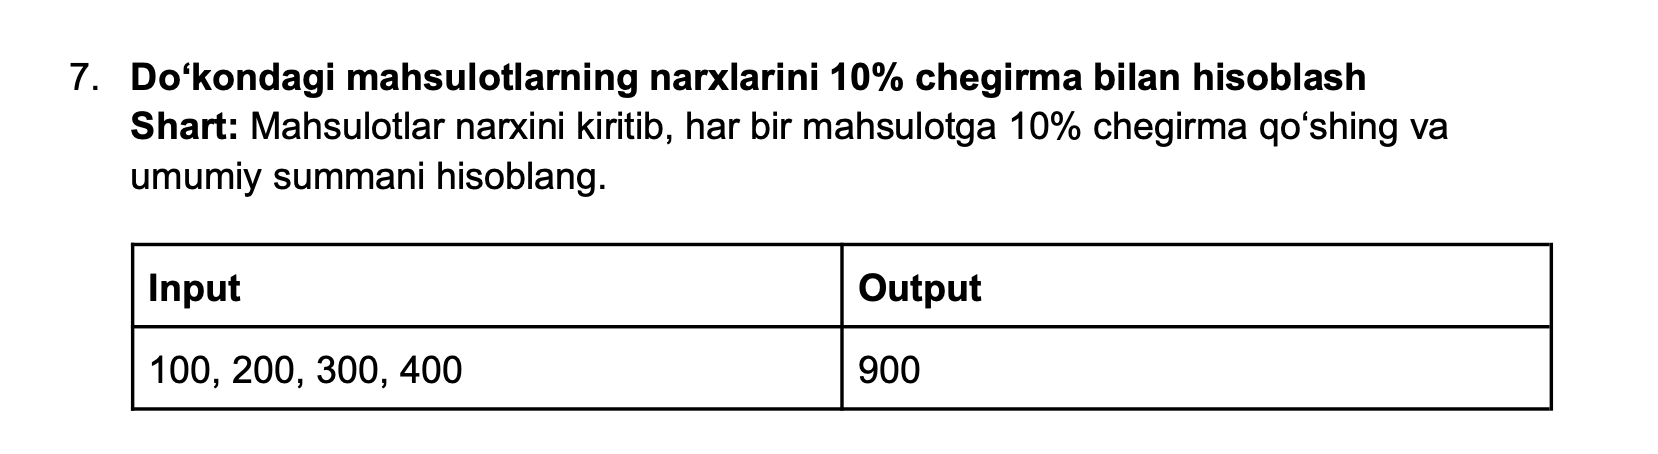 7. Do‘kondagi mahsulotlarning narxlarini 10% chegirma bilan hisoblash
Shart: Mahsulotlar narxini kiritib, har bir mahsulotga 10% chegirma qo‘shing va
umumiy summani hisoblang.
Input Output
100, 200, 300, 400 900